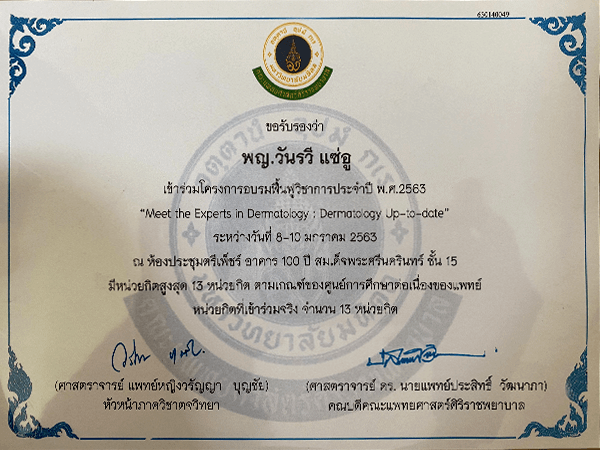 630140049
ขอรับรองว่า
พญ.วันรวี แซ่อู
เข้าร่วมโครงการอบรมฟื้นฟูวิชาการประจำปี พ.ศ.2563
“Meet the Experts in Dermatology : Dermatology Up-to-date”
ระหว่างวันที่ 8-10 มกราคม 2563
ณ ห้องประชุมตรีเพ็ชร์ อาคาร 100 ปี สมเด็จพระศรีนครินทร์ ชั้น 15
มีหน่วยกิตสูงสุด 13 หน่วยกิต ตามเกณฑ์ของศูนย์การศึกษาต่อเนื่องของแพทย์
หน่วยกิตที่เข้าร่วมจริง จำนวน 13 หน่วยกิต
(ศาสตราจารย์ แพทย์หญิงวรัญญา บุญชัย)
(ศาสตราจารย์ ดร. นายแพทย์ประสิทธิ์ วัฒนาภา)
หัวหน้าภาควิชาตจวิทยา
คณบดีคณะแพทยศาสตร์ศิริราชพยาบาล